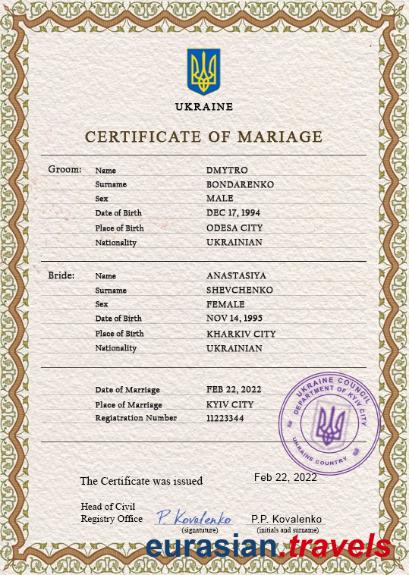 UKRAINE
CERTIFICATE OF MARIAGE
Groom: Name DMYTRO
Surname BONDARENKO
Sex MALE
Date of Birth DEC 17, 1994
Place of Birth ODESA CITY
Nationality UKRAINIAN
Bride: Name ANASTASIYA
Surname SHEVCHENKO
Sex FEMALE
Date of Birth NOV 14, 1995
Place of Birth KHARKIV CITY
Nationality UKRAINIAN
Date of Marriage FEB 22, 2022
Place of Marriage KYIV CITY
Registration Number 11223344
UKRAINE COUNCIL
DEPARTMENT OF KYIV CITY
UKRAINE COUNTRY
The Certificate was issued Feb 22, 2022
Head of Civil
Registry Office P. Kovalenko P.P. Kovalenko
(signature) (initials and surname)
eurasian.travels